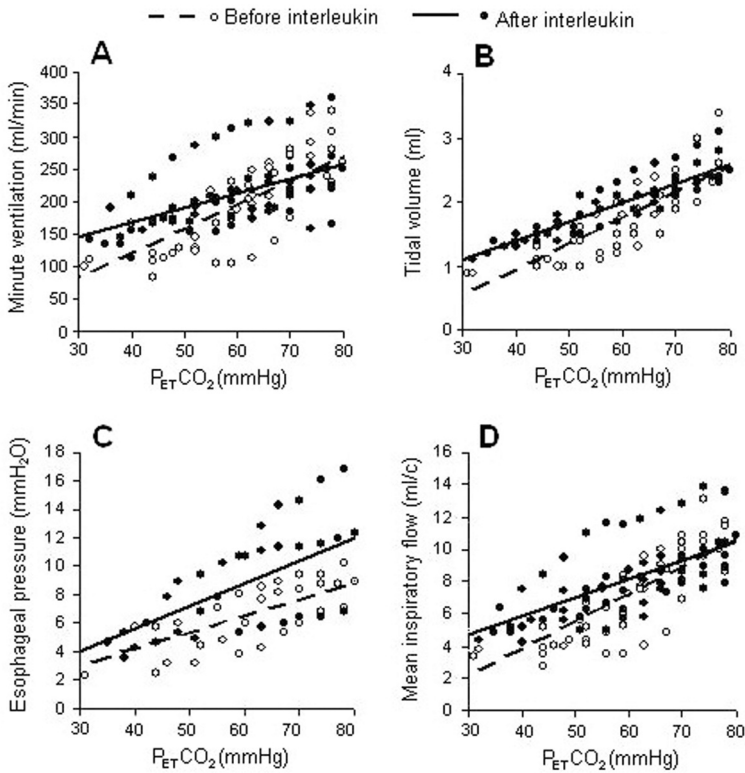 Before interleukin After interleukin
A
Minute ventilation (ml/min)
400
350
300
250
200
150
100
50
0
30 40 50 60 70 80
PETCO2 (mmHg)
B
Tidal volume (ml)
4
3
2
1
0
30 40 50 60 70 80
PETCO2 (mmHg)
C
Esophageal pressure (mmH2O)
18
16
14
12
10
8
6
4
2
0
30 40 50 60 70 80
PETCO2 (mmHg)
D
Mean inspiratory flow (ml/c)
16
14
12
10
8
6
4
2
0
30 40 50 60 70 80
PETCO2 (mmHg)